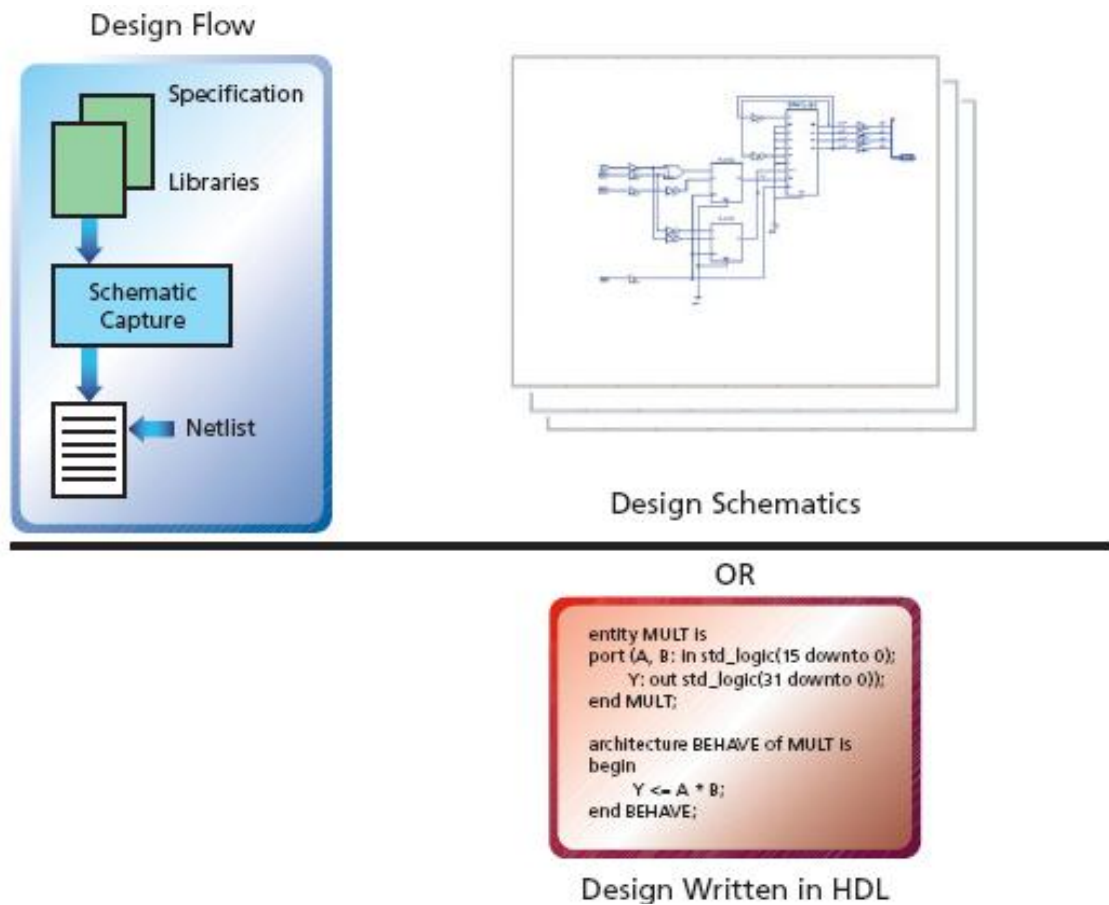 Design Flow
Specification
Libraries
Schematic
Capture
Netlist
Design Schematics
OR
entity MULT is
port (A, B: in std_logic(15 downto 0);
Y: out std_logic(31 downto 0));
end MULT;
architecture BEHAVE of MULT is
begin
Y <= A * B;
end BEHAVE;
Design Written in HDL